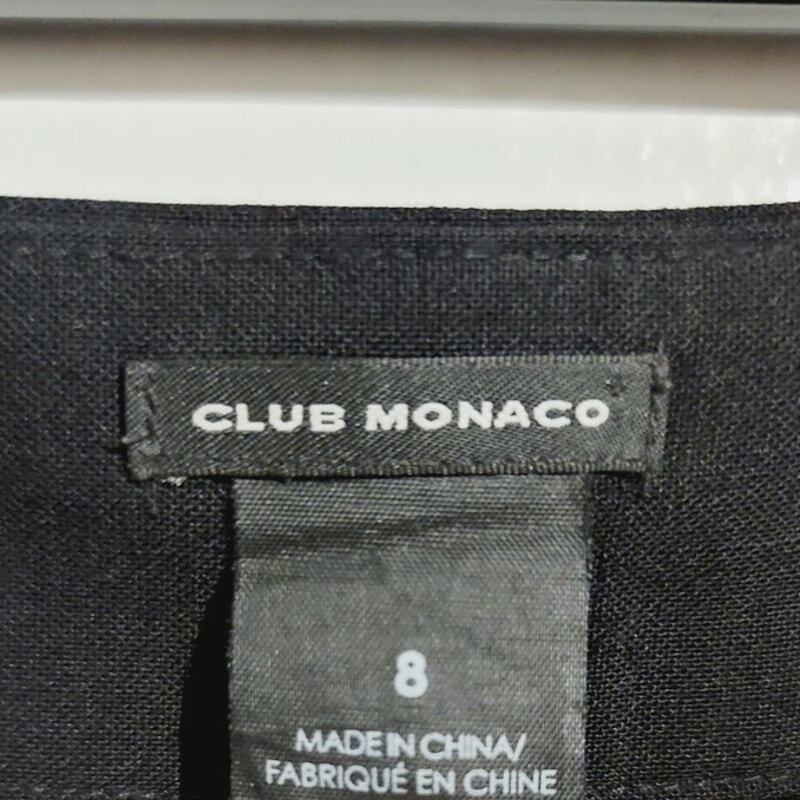 CLUB MONACO
8
MADE IN CHINA/
FABRIQUÉ EN CHINE